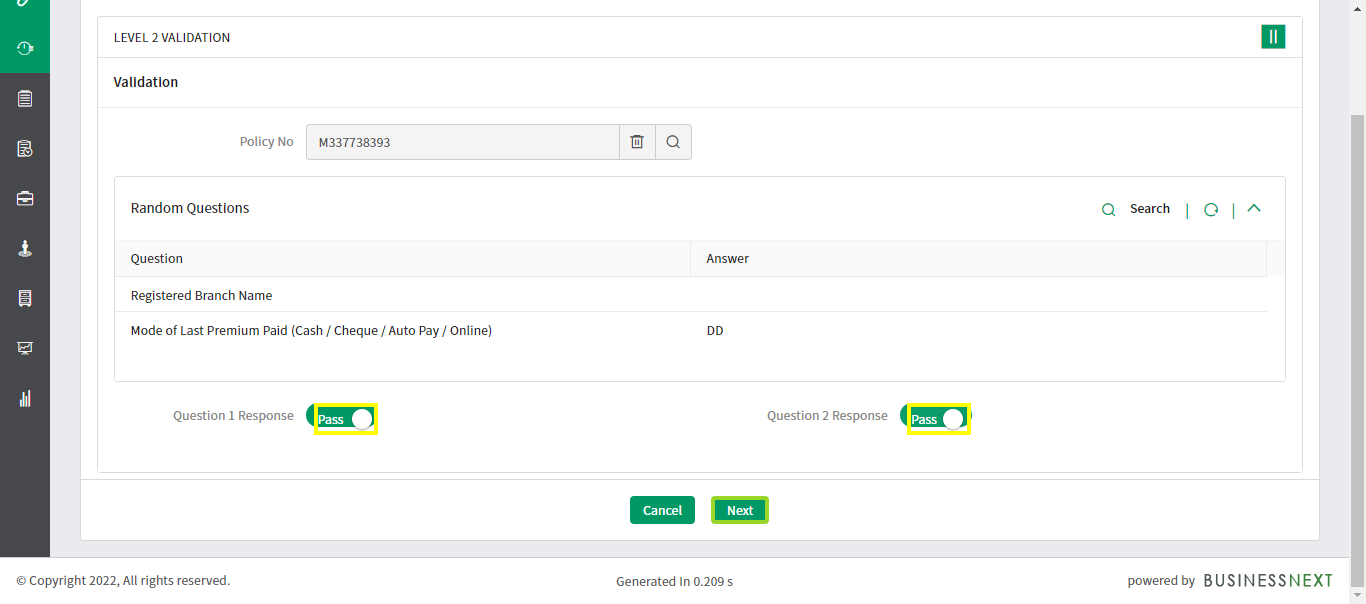 LEVEL 2 VALIDATION
Validation
Policy No M337738393
Random Questions Search | |
Question Answer
Registered Branch Name
Mode of Last Premium Paid (Cash / Cheque / Auto Pay / Online) DD
Question 1 Response Pass Question 2 Response Pass
Cancel Next
© Copyright 2022, All rights reserved. Generated In 0.209 s powered by BUSINESSNEXT